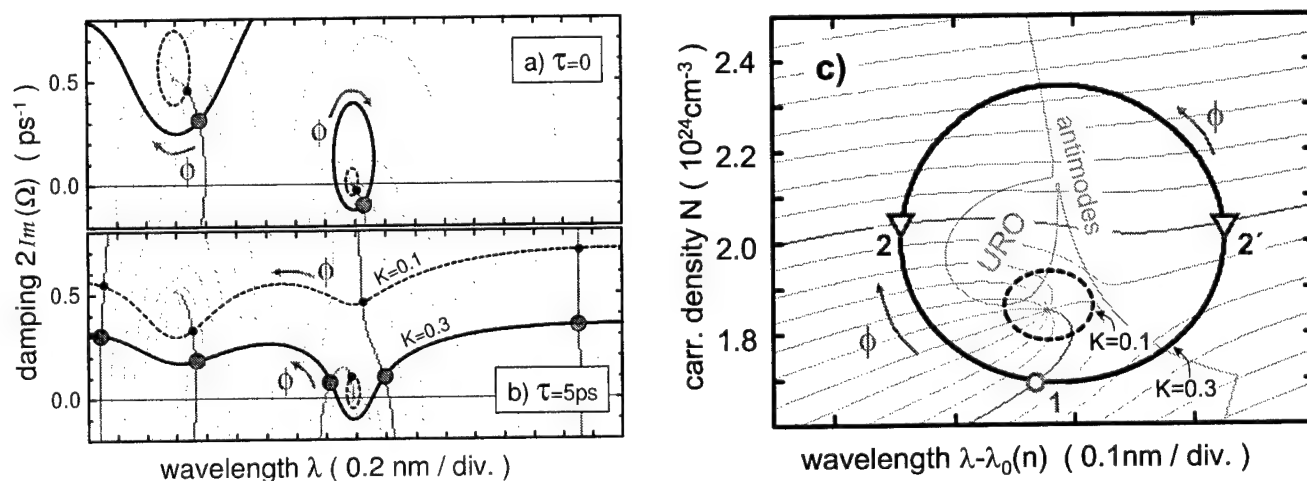 damping 2 Im(Ω) ( ps⁻¹ )
0.5
0.0
ϕ
ϕ
a) τ=0
0.5
0.0
ϕ
K=0.1
K=0.3
ϕ
b) τ=5ps
wavelength λ ( 0.2 nm / div. )
carr. density N ( 10²⁴cm⁻³ )
2.4
2.2
2.0
1.8
c)
ϕ
antimodes
URO
2
2´
ϕ
K=0.1
K=0.3
1
wavelength λ-λ₀(n) ( 0.1nm / div. )